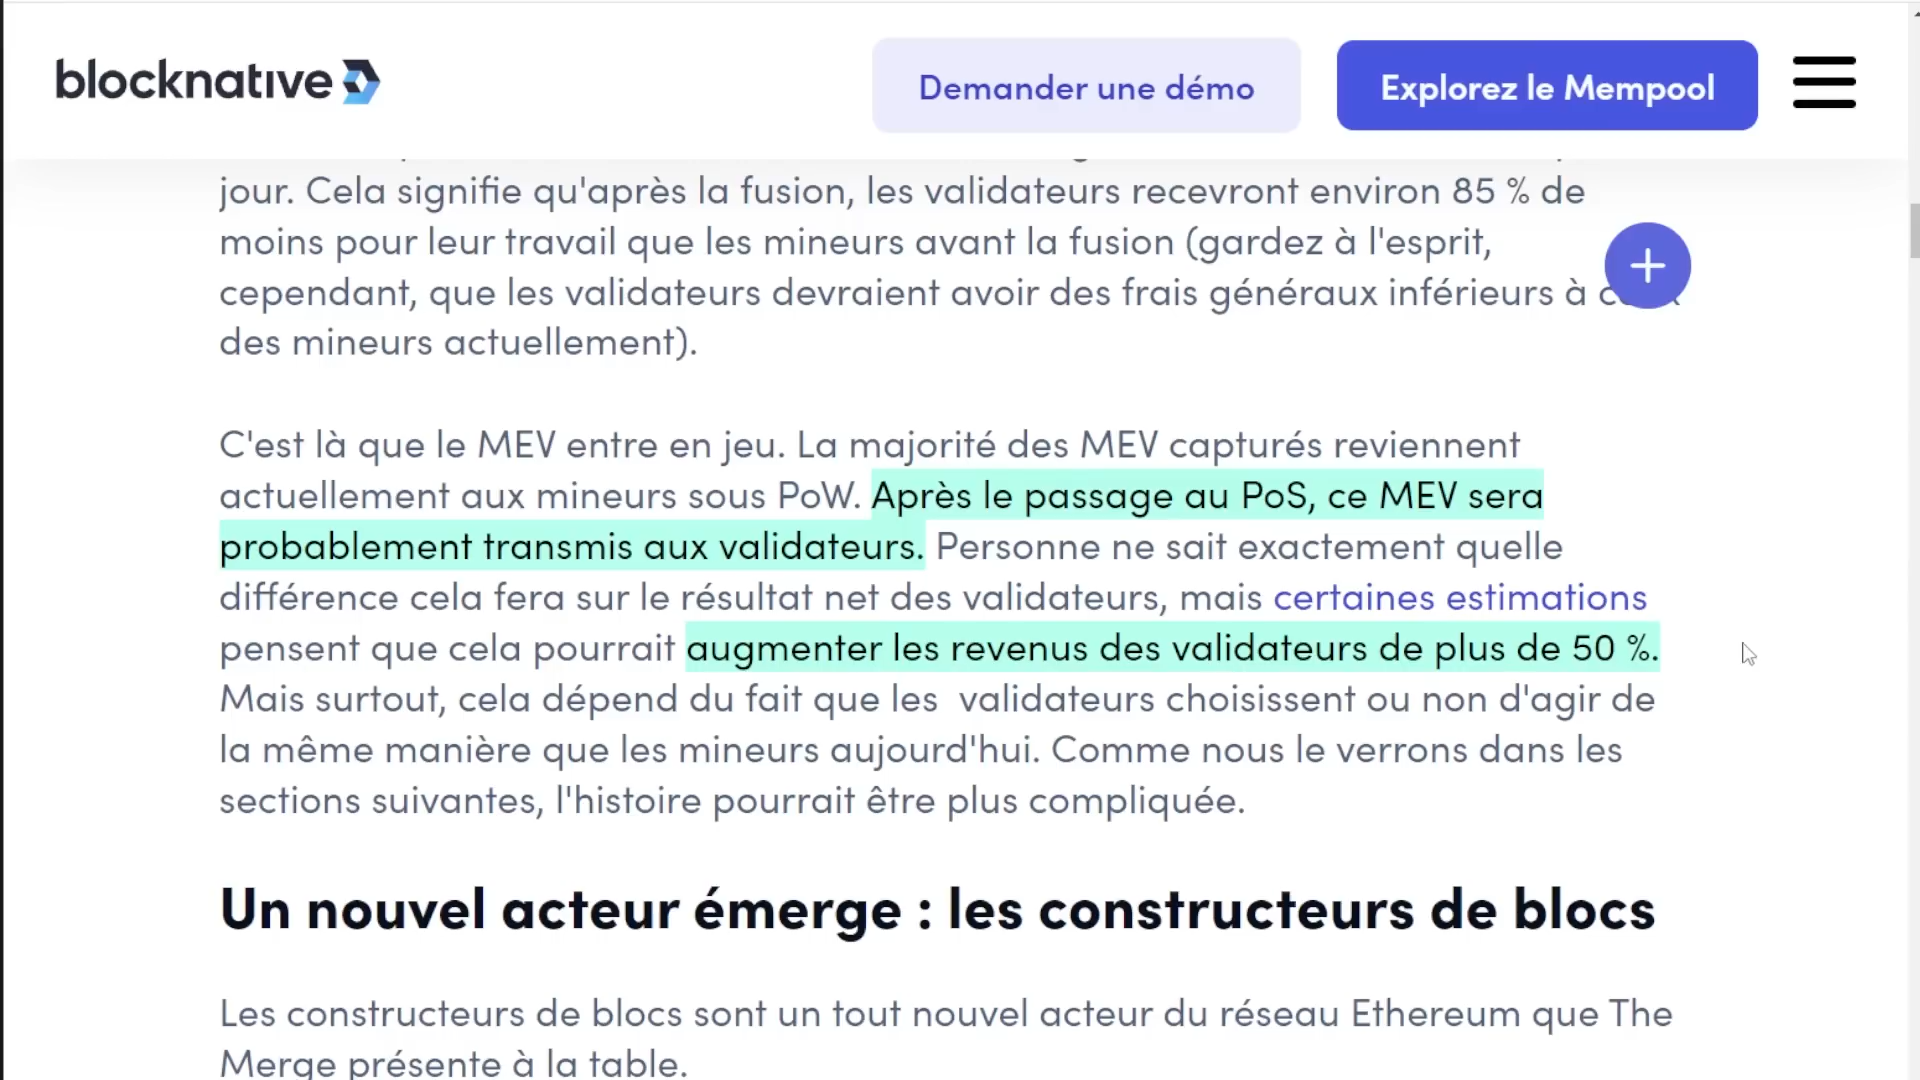 blocknative
Demander une démo
Explorez le Mempool
jour. Cela signifie qu'après la fusion, les validateurs recevront environ 85 % de
moins pour leur travail que les mineurs avant la fusion (gardez à l'esprit,
cependant, que les validateurs devraient avoir des frais généraux inférieurs à
des mineurs actuellement).
C'est là que le MEV entre en jeu. La majorité des MEV capturés reviennent
actuellement aux mineurs sous PoW. Après le passage au PoS, ce MEV sera
probablement transmis aux validateurs. Personne ne sait exactement quelle
différence cela fera sur le résultat net des validateurs, mais certaines estimations
pensent que cela pourrait augmenter les revenus des validateurs de plus de 50 %.
Mais surtout, cela dépend du fait que les validateurs choisissent ou non d'agir de
la même manière que les mineurs aujourd'hui. Comme nous le verrons dans les
sections suivantes, l'histoire pourrait être plus compliquée.
Un nouvel acteur émerge : les constructeurs de blocs
Les constructeurs de blocs sont un tout nouvel acteur du réseau Ethereum que The
Merge présente à la table.